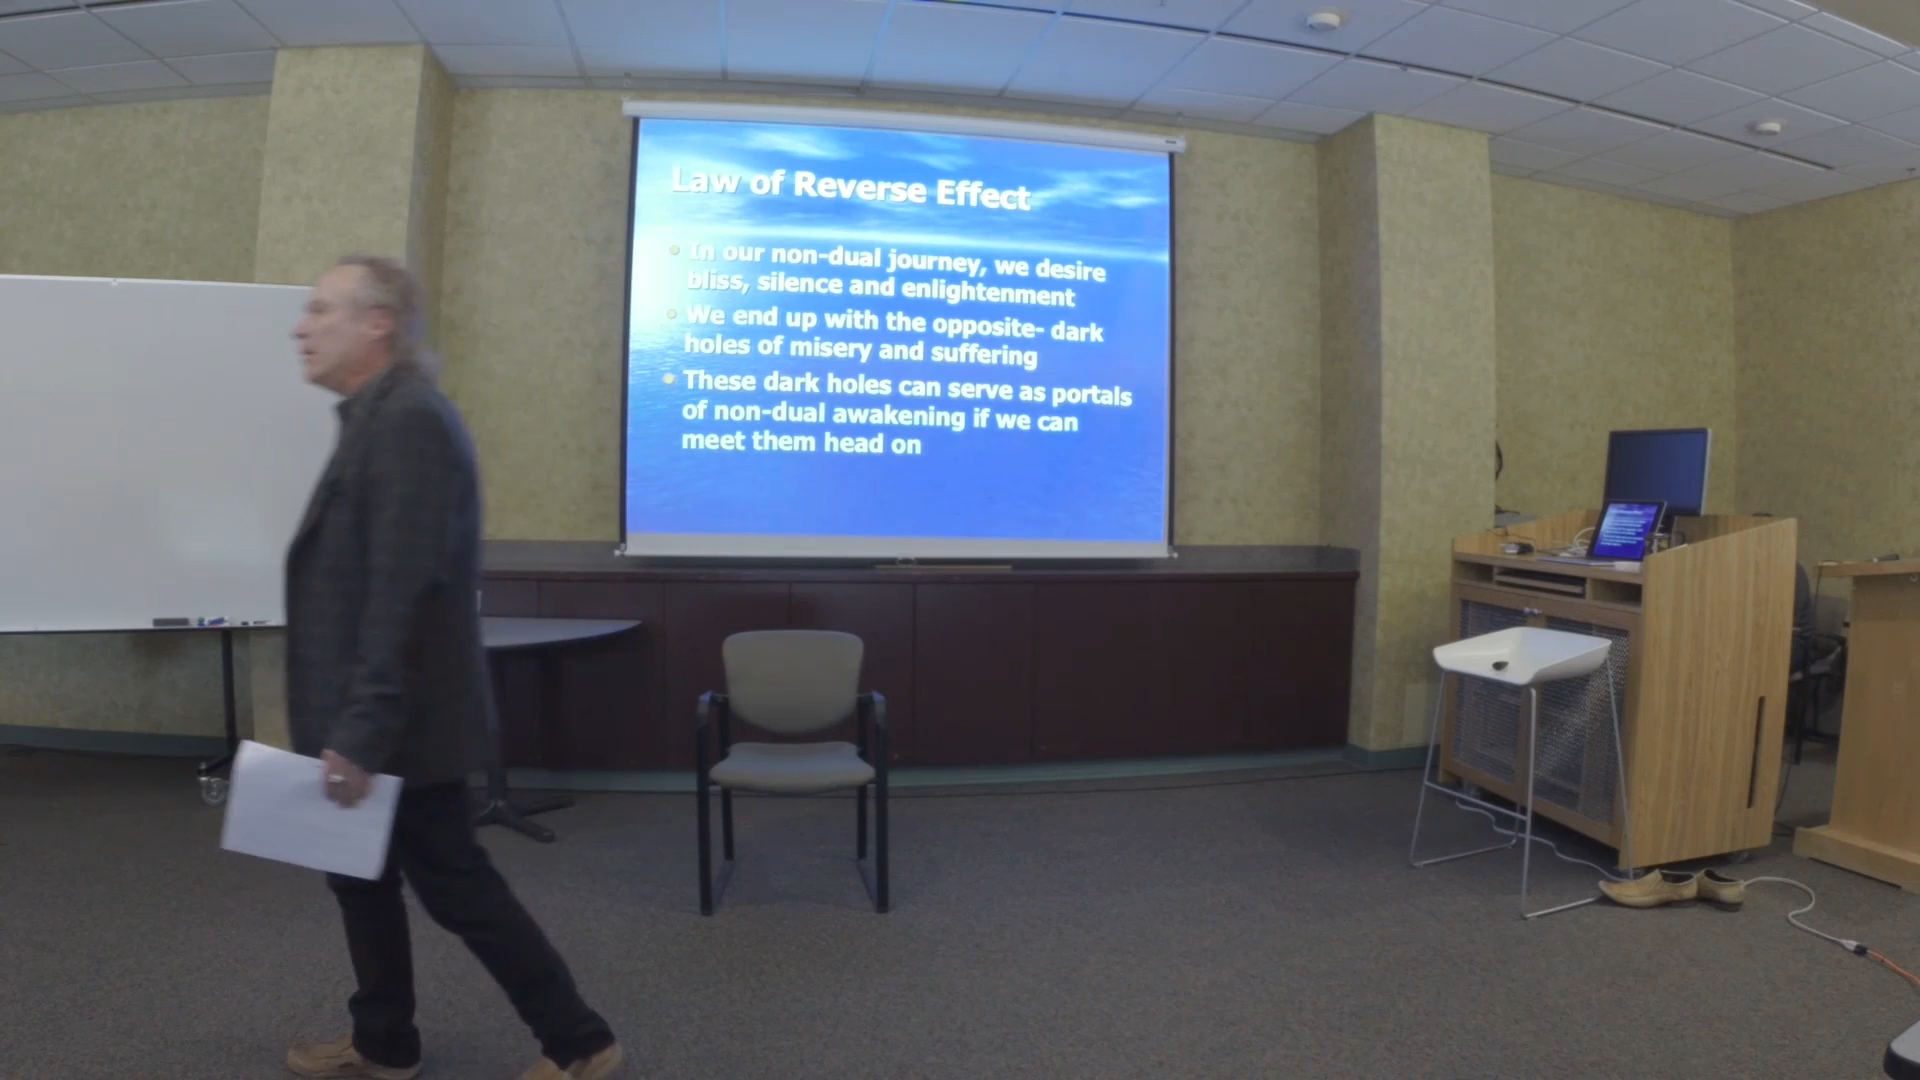 Law of Reverse Effect
In our non-dual journey, we desire
bliss, silence and enlightenment
We end up with the opposite- dark
holes of misery and suffering
These dark holes can serve as portals
of non-dual awakening if we can
meet them head on